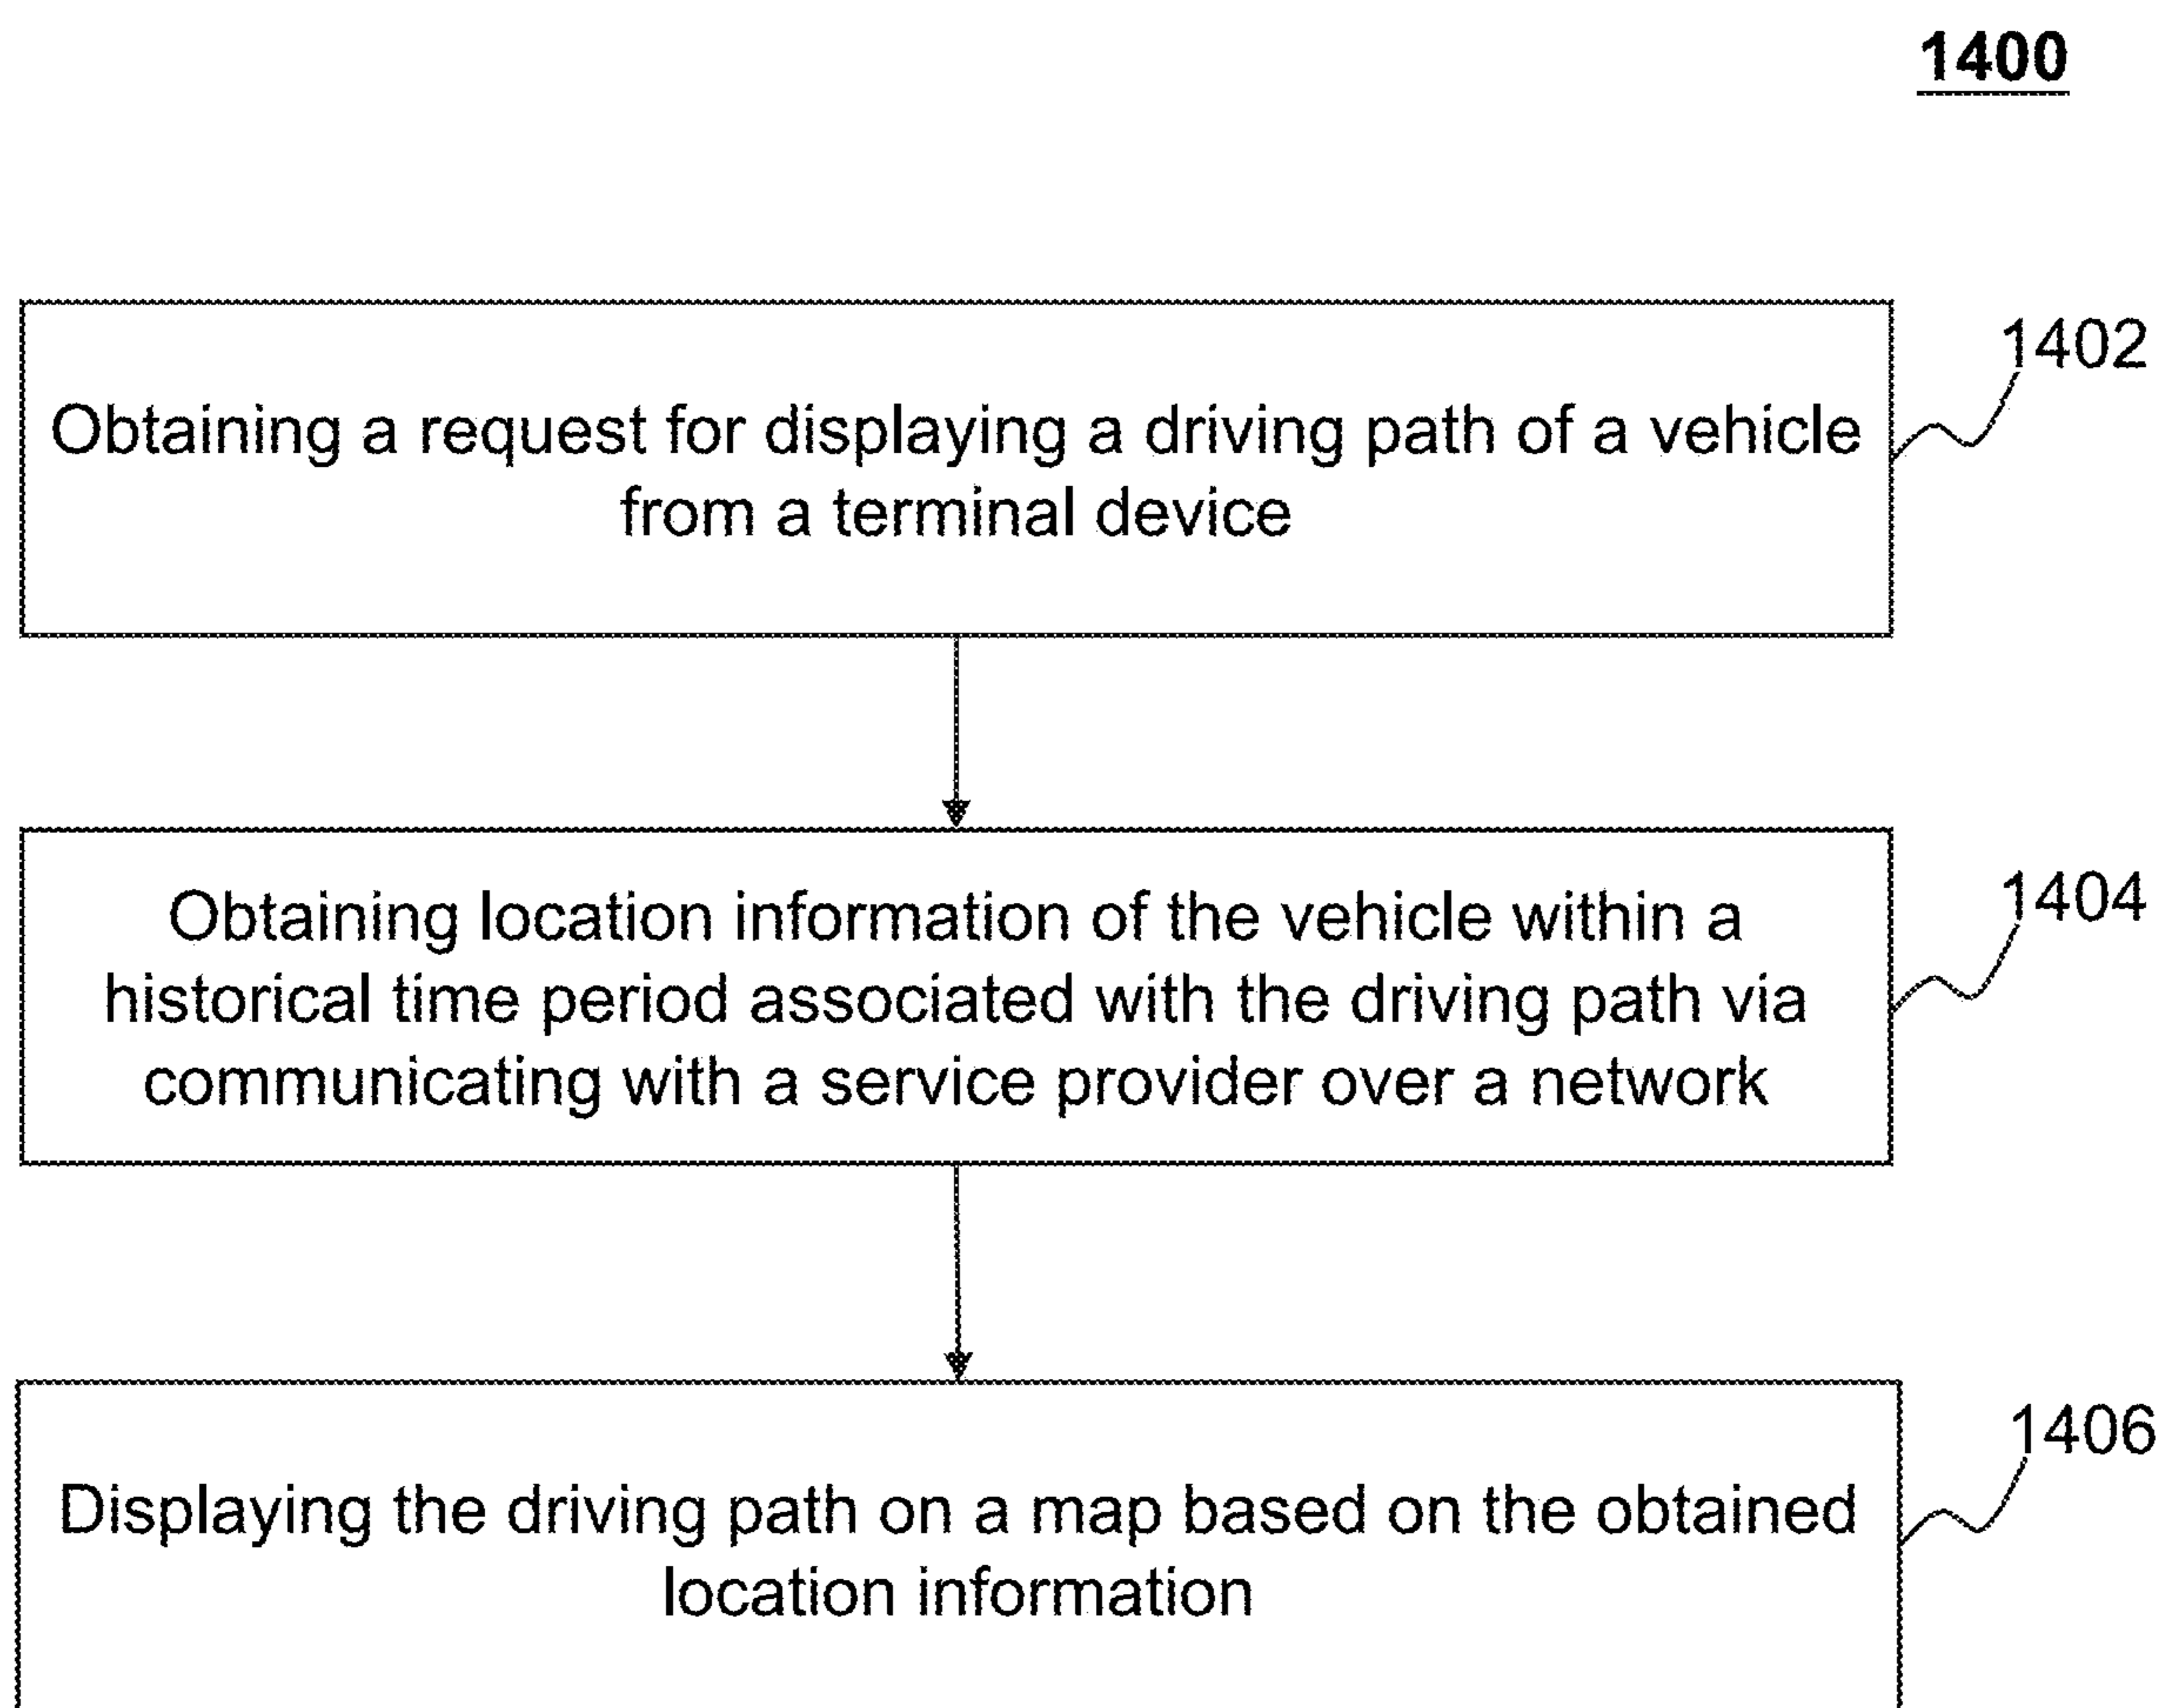 1400
1402
Obtaining a request for displaying a driving path of a vehicle
from a terminal device
1404
Obtaining location information of the vehicle within a
historical time period associated with the driving path via
communicating with a service provider over a network
1406
Displaying the driving path on a map based on the obtained
location information